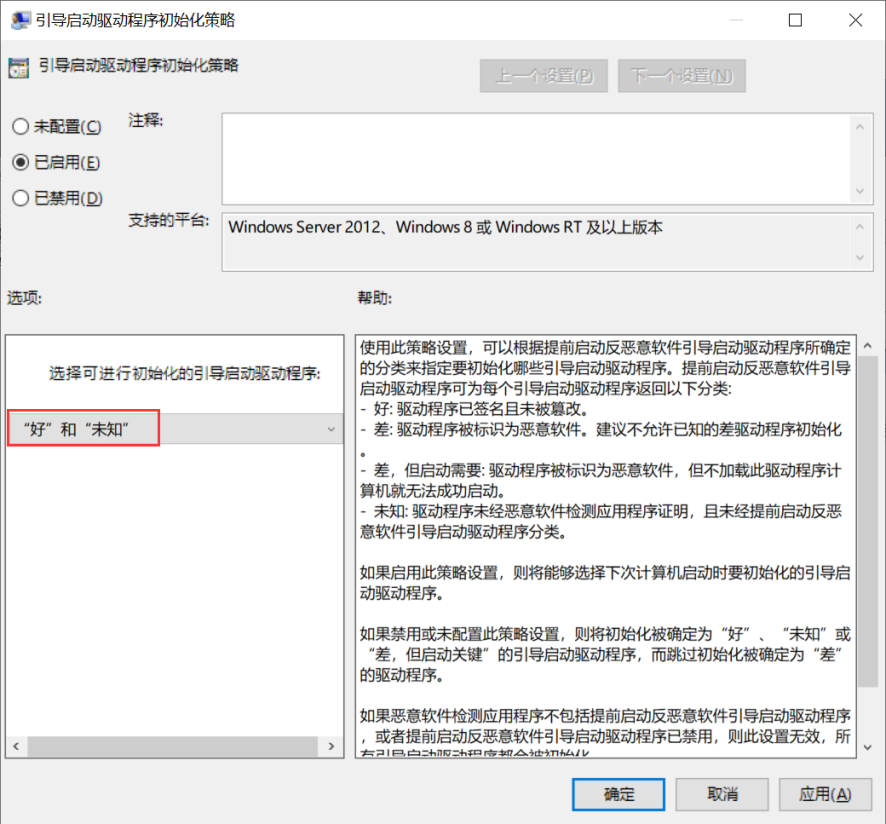 引导启动驱动程序初始化策略
引导启动驱动程序初始化策略
上一个设置(P)
下一个设置(N)
未配置(C)
注释:
已启用(E)
已禁用(D)
支持的平台:
Windows Server 2012、Windows 8 或 Windows RT 及以上版本
选项:
帮助:
选择可进行初始化的引导启动驱动程序:
“好”和“未知”
使用此策略设置，可以根据提前启动反恶意软件引导启动驱动程序所确定
的分类来指定要初始化哪些引导启动驱动程序。提前启动反恶意软件引导
启动驱动程序可为每个引导启动驱动程序返回以下分类:
- 好: 驱动程序已签名且未被篡改。
- 差: 驱动程序被标识为恶意软件。建议不允许已知的差驱动程序初始化
。
- 差，但启动需要: 驱动程序被标识为恶意软件，但不加载此驱动程序计
算机就无法成功启动。
- 未知: 驱动程序未经恶意软件检测应用程序证明，且未经提前启动反恶
意软件引导启动驱动程序分类。
如果启用此策略设置，则将能够选择下次计算机启动时要初始化的引导启
动驱动程序。
如果禁用或未配置此策略设置，则将初始化被确定为“好”、“未知”或
“差，但启动关键”的引导启动驱动程序，而跳过初始化被确定为“差”
的驱动程序。
如果恶意软件检测应用程序不包括提前启动反恶意软件引导启动驱动程序
，或者提前启动反恶意软件引导启动驱动程序已禁用，则此设置无效，所
有引导启动驱动程序都会被初始化。
确定
取消
应用(A)